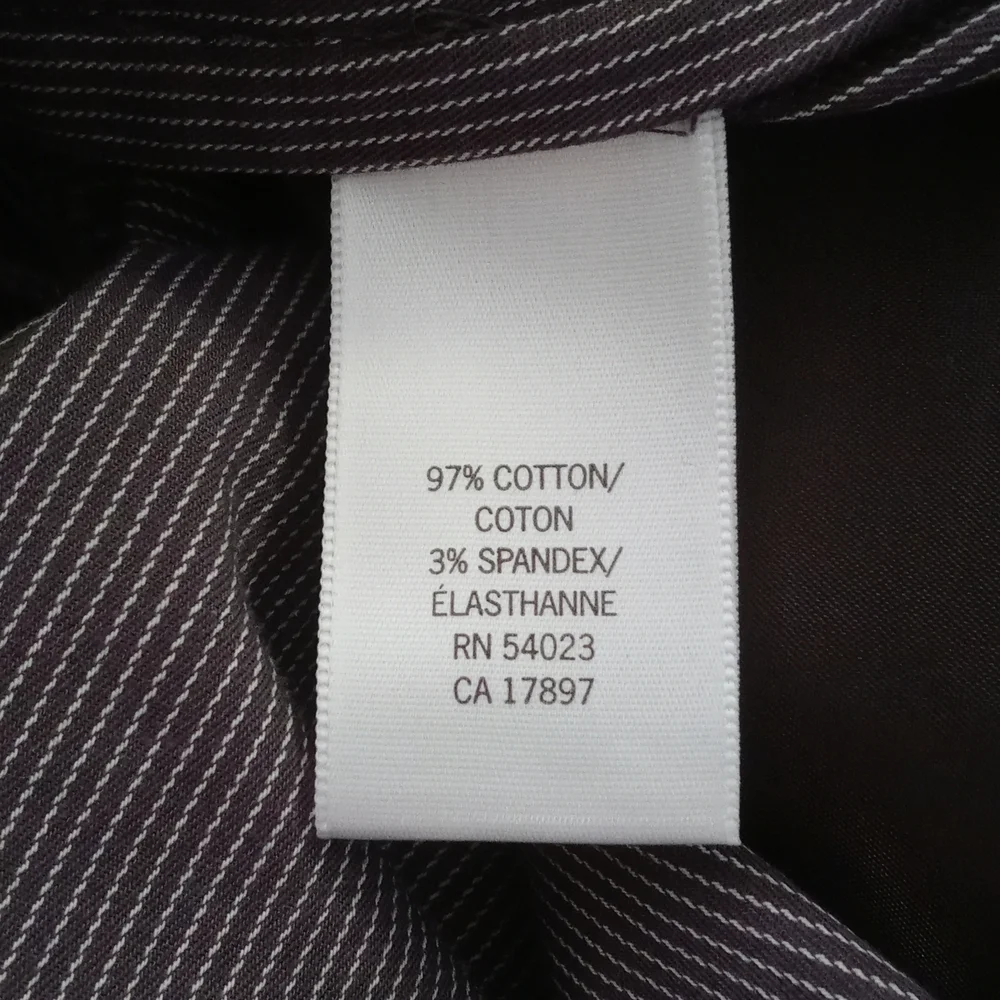 97% COTTON/
COTON
3% SPANDEX/
ÉLASTHANNE
RN 54023
CA 17897